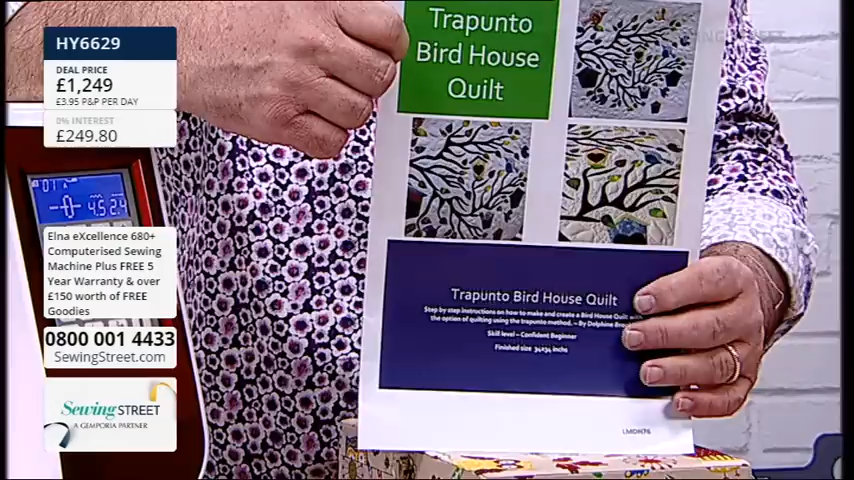 HY6629
DEAL PRICE
£1,249
£3.95 P&P PER DAY
0% INTEREST
£249.80
Elna eXcellence 680+
Computerised Sewing
Machine Plus FREE 5
Year Warranty & over
£150 worth of FREE
Goodies
0800 001 4433
SewingStreet.com
Sewing STREET
A GEMPORIA PARTNER
Trapunto
Bird House
Quilt
Trapunto Bird House Quilt
Step by step instructions on how to make and create a Bird House Quilt with
the option of quilting using the trapunto method. – By Delphine
Skill level – Confident Beginner
Finished size 34x34 inchs